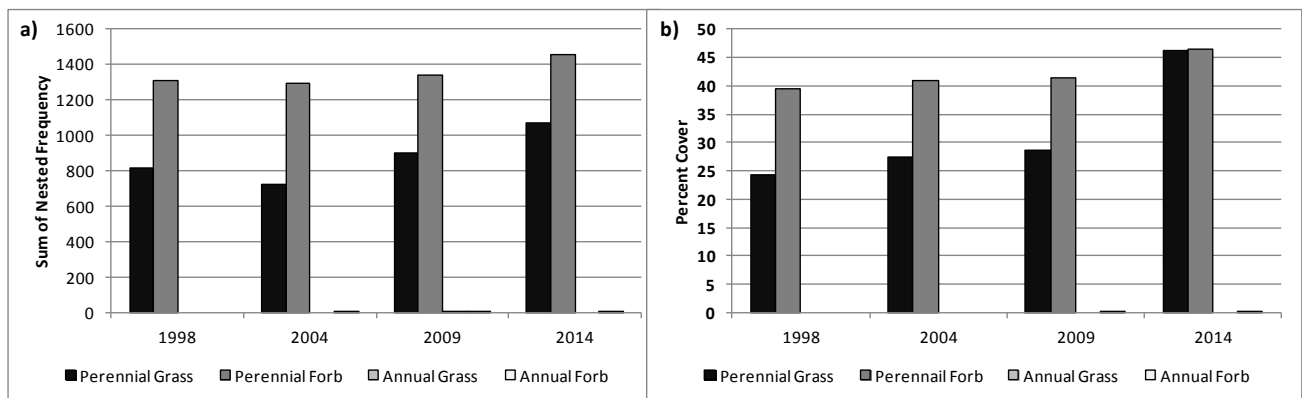 a)
Sum of Nested Frequency
1600
1400
1200
1000
800
600
400
200
0
1998 2004 2009 2014
Perennial Grass Perennial Forb Annual Grass Annual Forb
b)
Percent Cover
50
45
40
35
30
25
20
15
10
5
0
1998 2004 2009 2014
Perennial Grass Perennail Forb Annual Grass Annual Forb